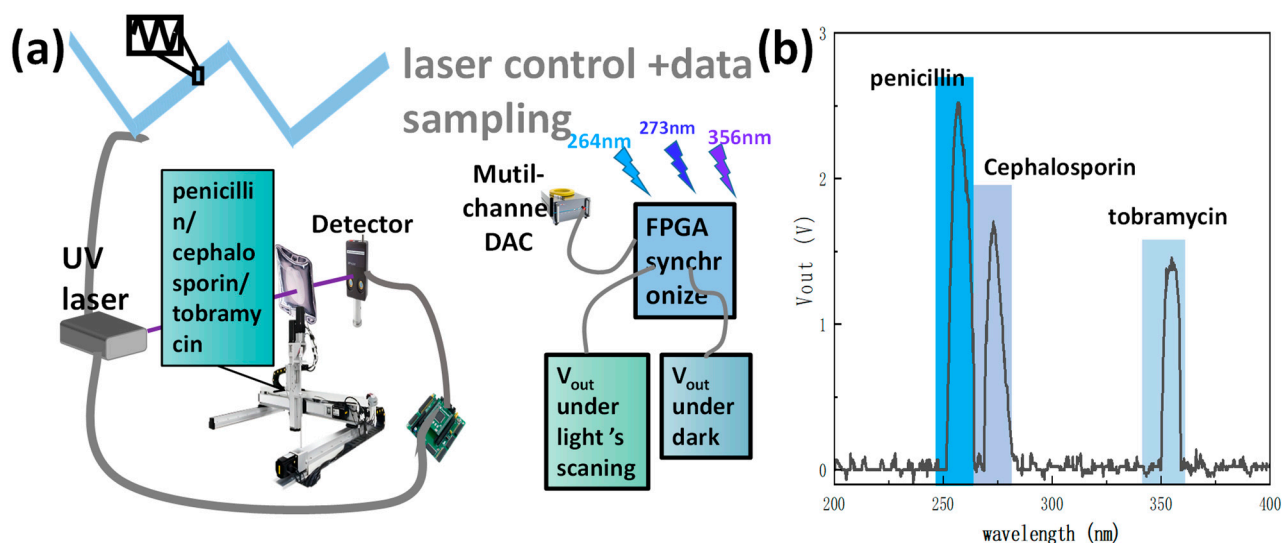 (a)
laser control +data
sampling
264nm
273nm
356nm
Mutil-
channel
DAC
FPGA
synchr
onize
V_out
under
light 's
scaning
V_out
under
dark
UV
laser
penicilli
n/
cephalo
sporin/
tobramy
cin
Detector
(b)
penicillin
Cephalosporin
tobramycin
Vout (V)
3
2
1
0
200
250
300
350
400
wavelength (nm)